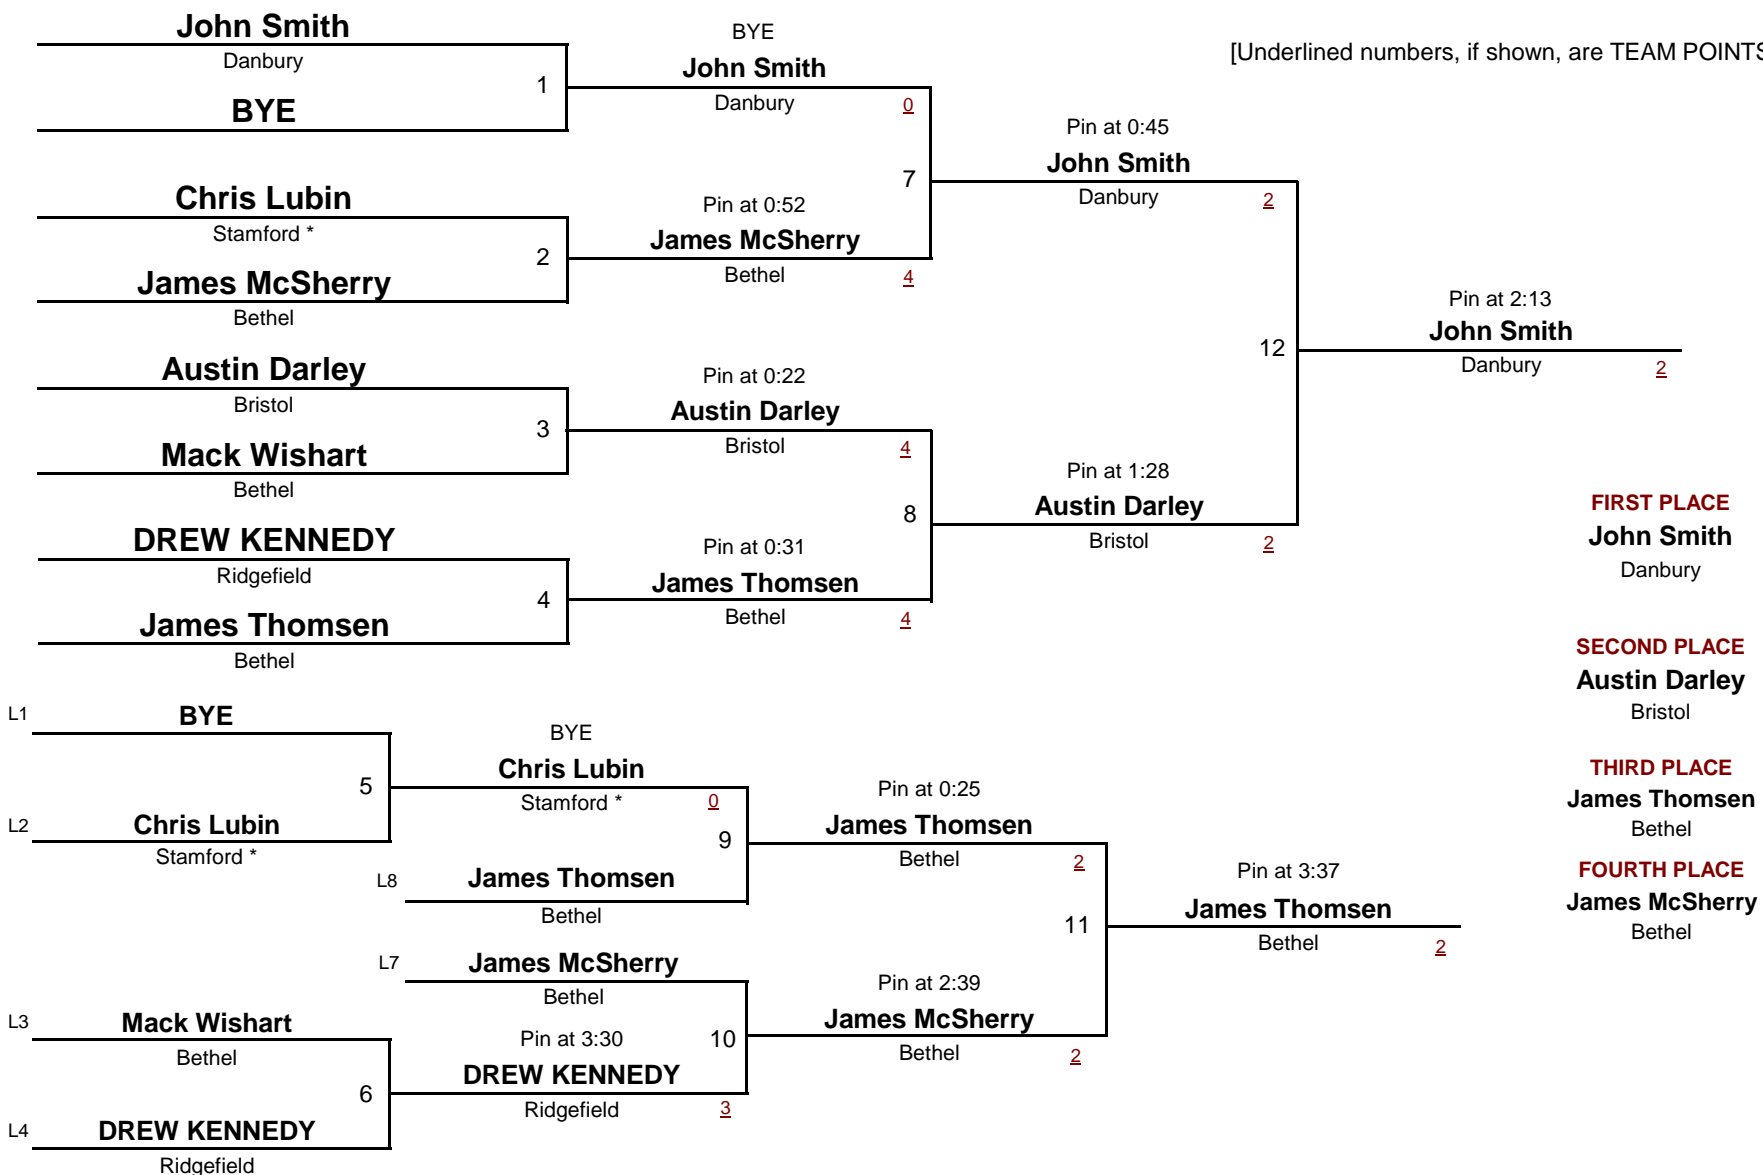 John Smith
Danbury
1
BYE
BYE
John Smith
Danbury
0
[Underlined numbers, if shown, are TEAM POINTS
Chris Lubin
Stamford *
2
James McSherry
Bethel
Pin at 0:52
James McSherry
Bethel
4
7
Pin at 0:45
John Smith
Danbury
2
Austin Darley
Bristol
3
Mack Wishart
Bethel
Pin at 0:22
Austin Darley
Bristol
4
DREW KENNEDY
Ridgefield
4
James Thomsen
Bethel
Pin at 0:31
James Thomsen
Bethel
4
8
Pin at 1:28
Austin Darley
Bristol
2
12
Pin at 2:13
John Smith
Danbury
2
FIRST PLACE
John Smith
Danbury
SECOND PLACE
Austin Darley
Bristol
THIRD PLACE
James Thomsen
Bethel
FOURTH PLACE
James McSherry
Bethel
L1
BYE
5
L2
Chris Lubin
Stamford *
BYE
Chris Lubin
Stamford *
0
9
L8
James Thomsen
Bethel
Pin at 0:25
James Thomsen
Bethel
2
L7
James McSherry
Bethel
10
L3
Mack Wishart
Bethel
6
L4
DREW KENNEDY
Ridgefield
Pin at 3:30
DREW KENNEDY
Ridgefield
3
Pin at 2:39
James McSherry
Bethel
2
11
Pin at 3:37
James Thomsen
Bethel
2